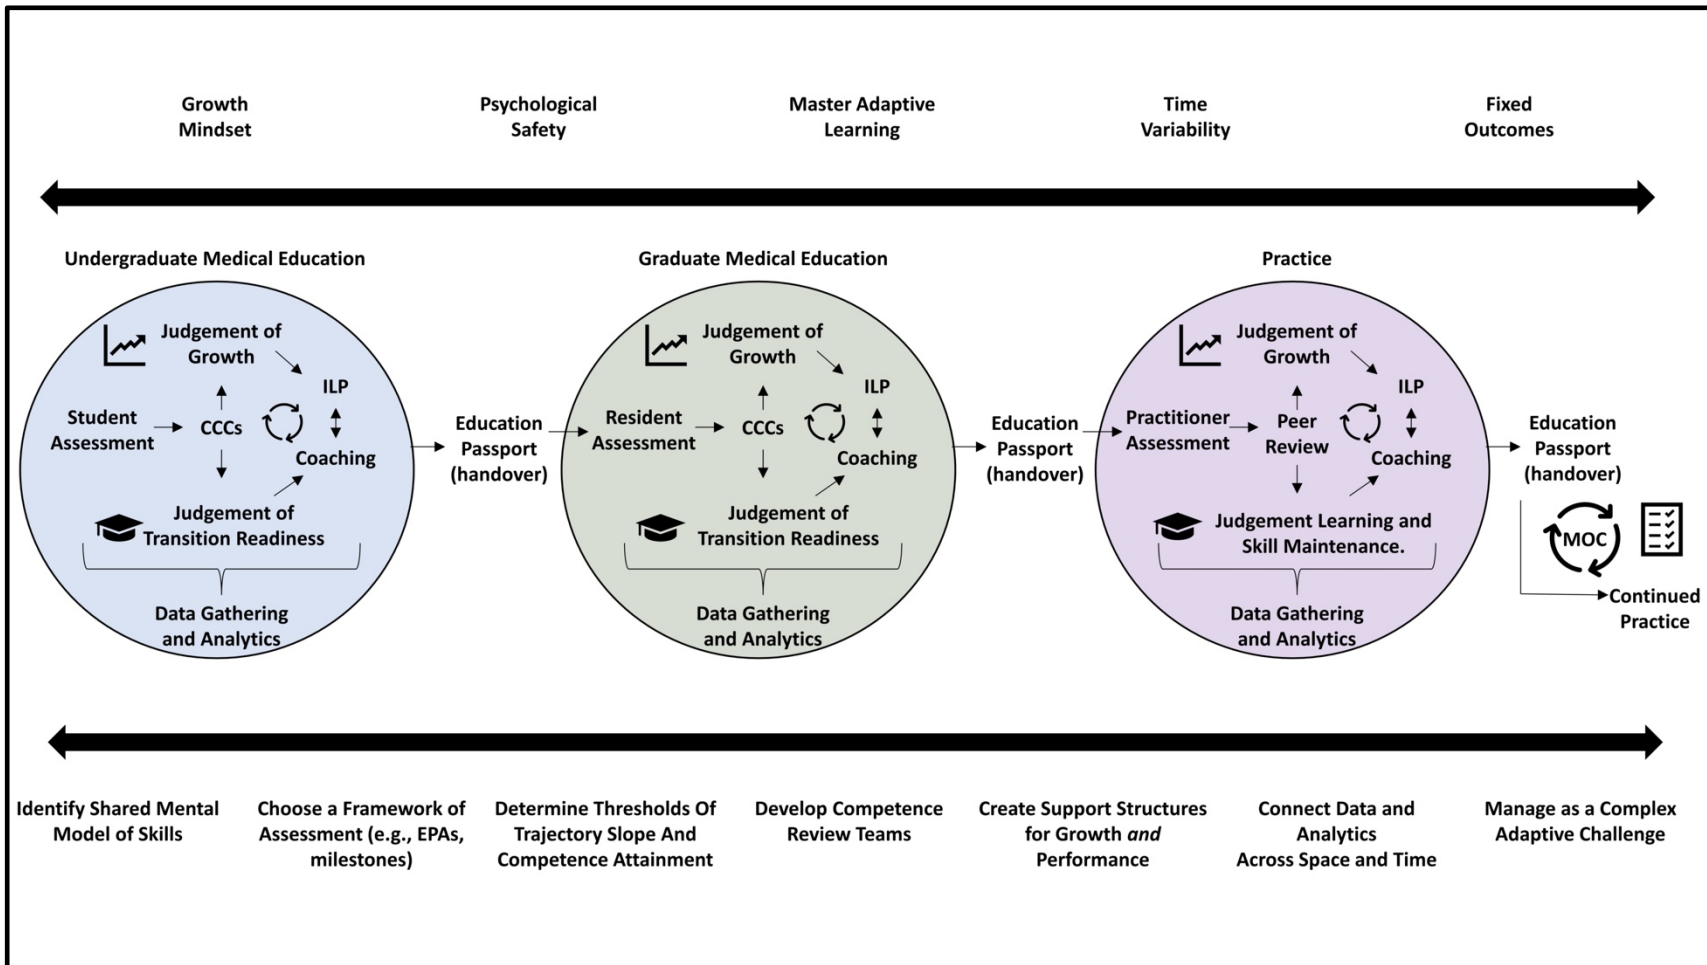 Growth
Mindset
Psychological
Safety
Master Adaptive
Learning
Time
Variability
Fixed
Outcomes
Undergraduate Medical Education
Judgement of
Growth
ILP
Student
Assessment
CCCs
Coaching
Judgement of
Transition Readiness
Data Gathering
and Analytics
Education
Passport
(handover)
Graduate Medical Education
Judgement of
Growth
ILP
Resident
Assessment
CCCs
Coaching
Judgement of
Transition Readiness
Data Gathering
and Analytics
Education
Passport
(handover)
Practice
Judgement of
Growth
ILP
Practitioner
Assessment
Peer
Review
Coaching
Judgement Learning and
Skill Maintenance.
Data Gathering
and Analytics
Education
Passport
(handover)
MOC
Continued
Practice
Identify Shared Mental
Model of Skills
Choose a Framework of
Assessment (e.g., EPAs,
milestones)
Determine Thresholds Of
Trajectory Slope And
Competence Attainment
Develop Competence
Review Teams
Create Support Structures
for Growth and
Performance
Connect Data and
Analytics
Across Space and Time
Manage as a Complex
Adaptive Challenge